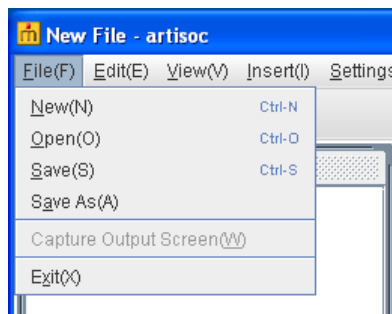 New File - artisoc
File(F) Edit(E) View(V) Insert(I) Settings
New(N) Ctrl-N
Open(O) Ctrl-O
Save(S) Ctrl-S
Save As(A)
Capture Output Screen(W)
Exit(X)